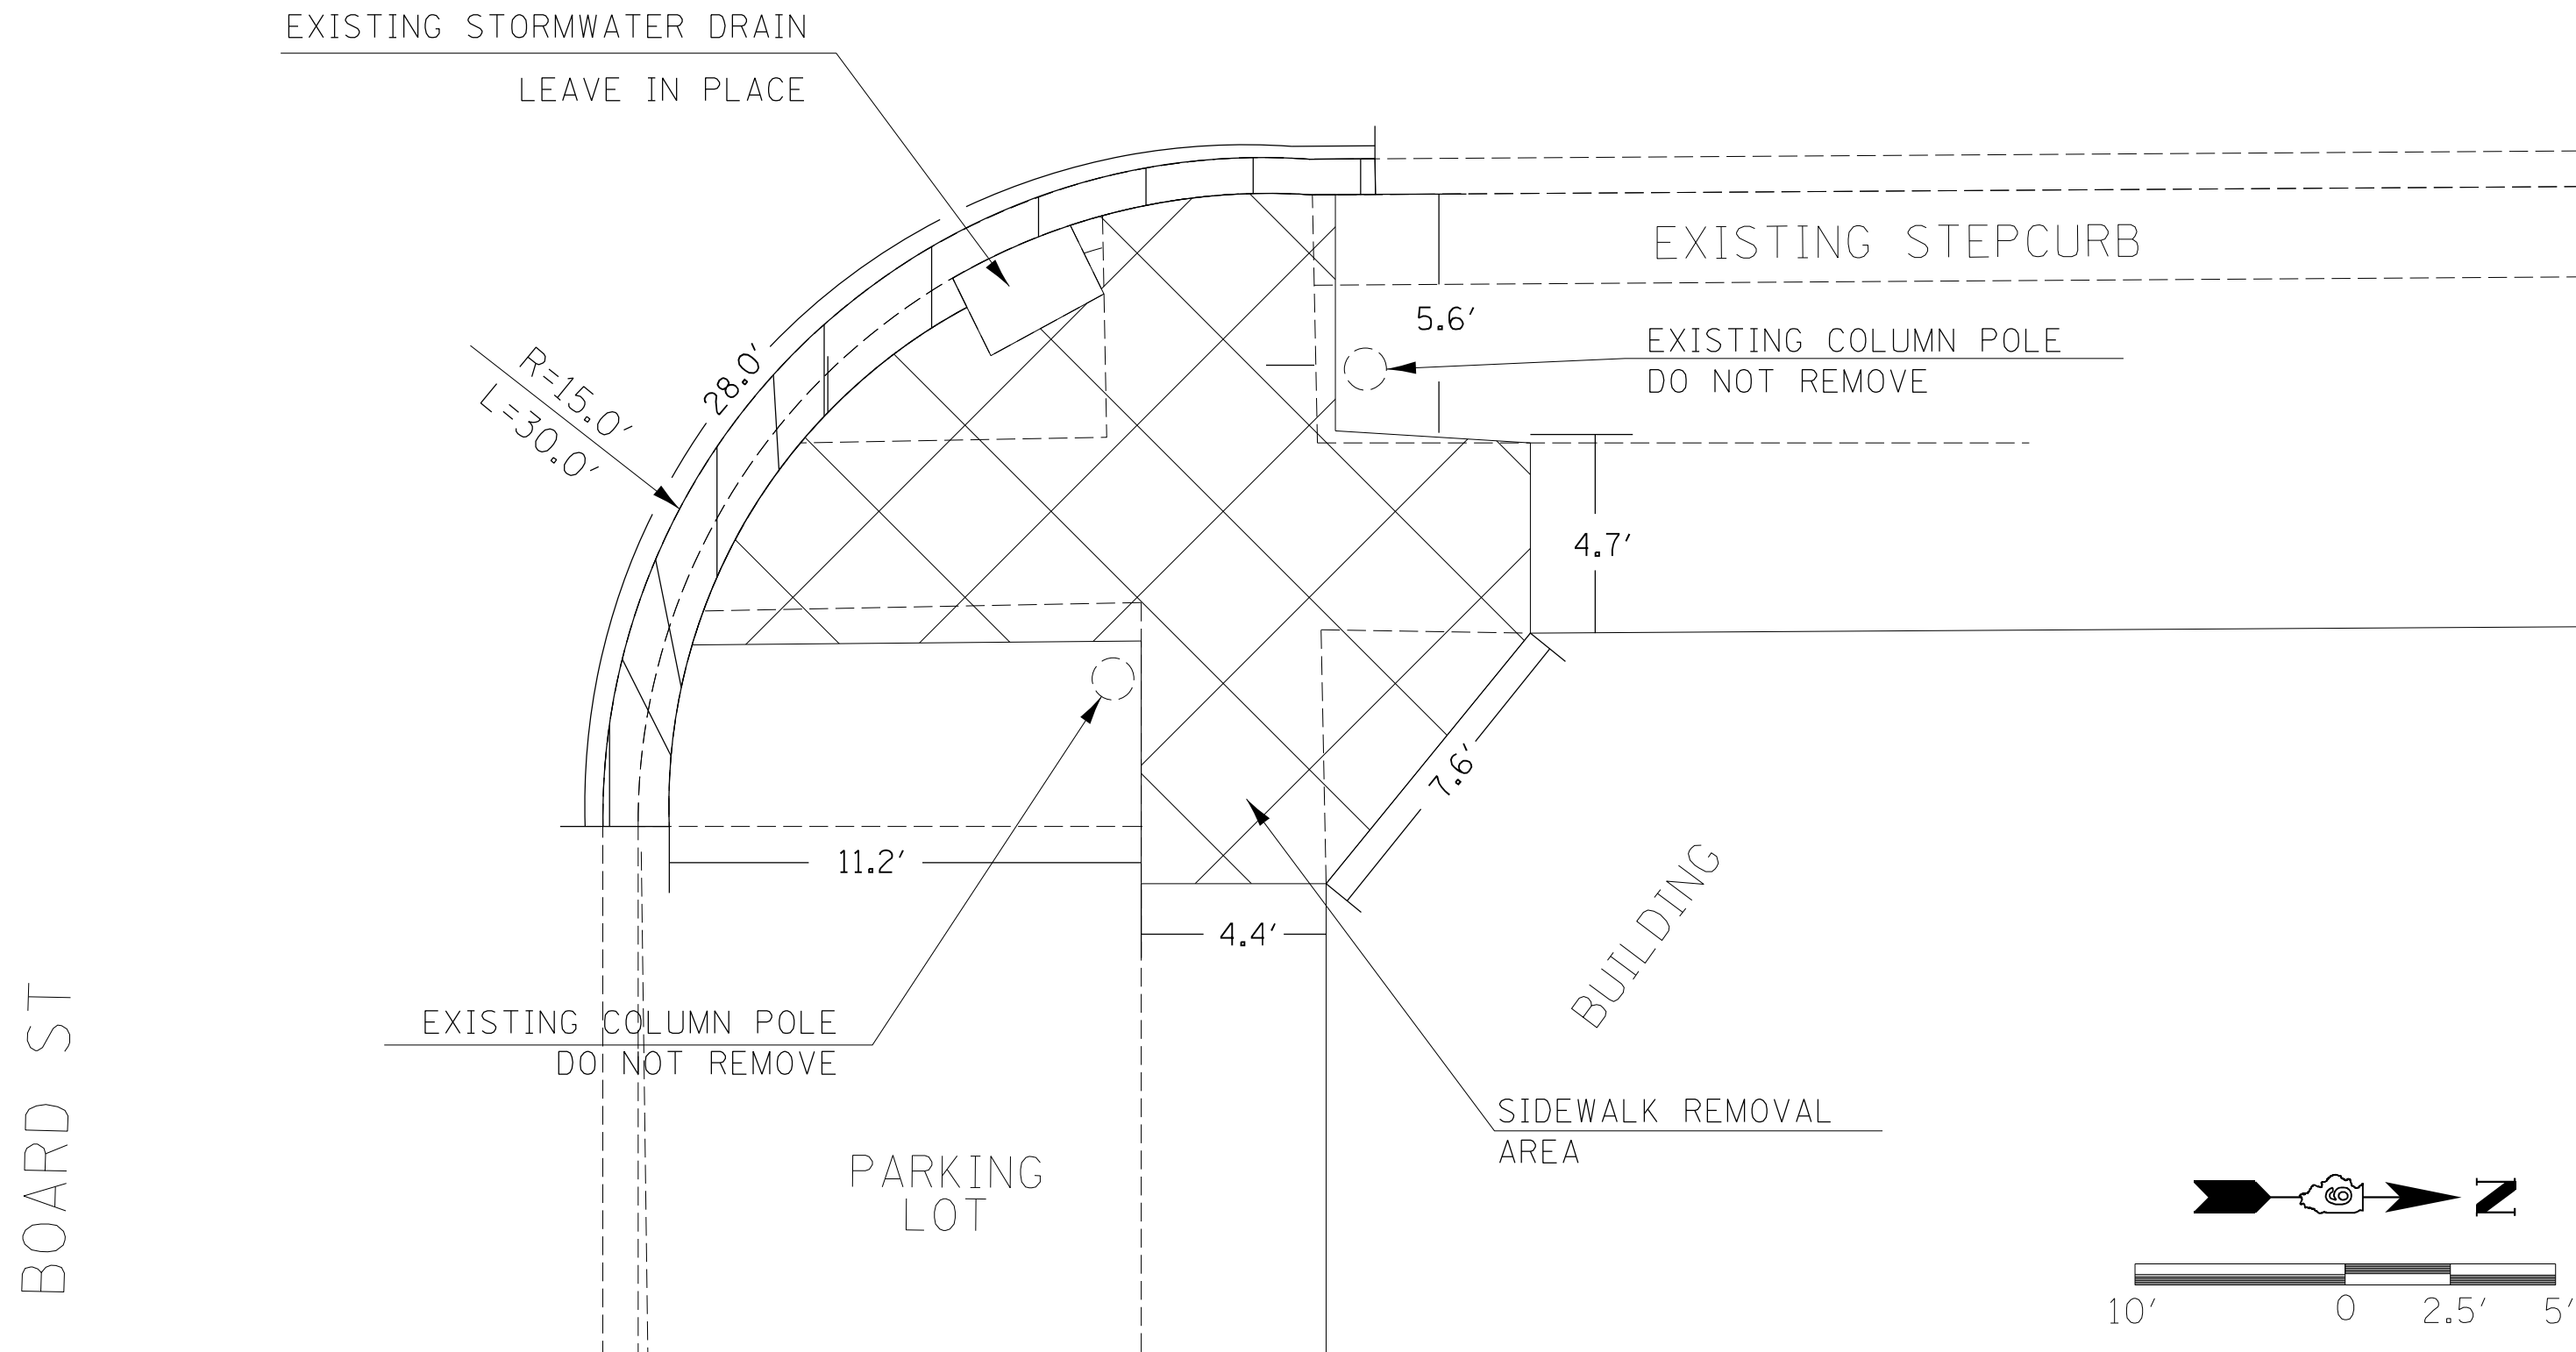 EXISTING STORMWATER DRAIN
LEAVE IN PLACE
EXISTING STEPCURB
5.6'
EXISTING COLUMN POLE
DO NOT REMOVE
R=15.0'
L=30.0'
28.0'
4.7'
7.6'
11.2'
4.4'
BUILDING
EXISTING COLUMN POLE
DO NOT REMOVE
SIDEWALK REMOVAL
AREA
PARKING
LOT
BOARD ST
N
10' 0 2.5' 5'